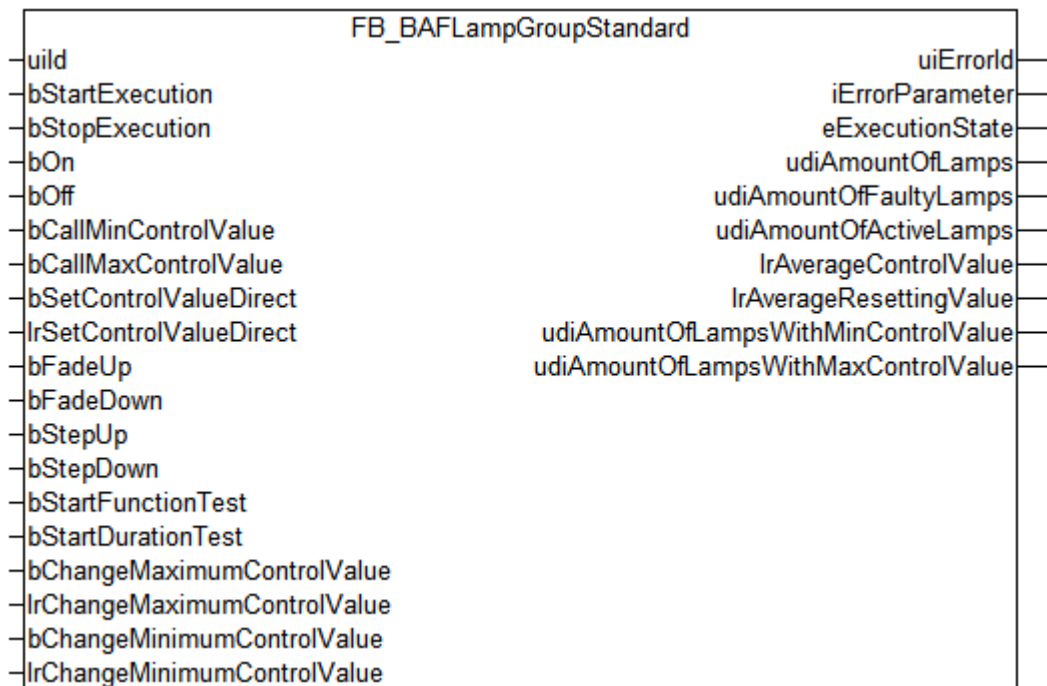 FB_BAFLampGroupStandard
uiId uiErrorId
bStartExecution iErrorParameter
bStopExecution eExecutionState
bOn udiAmountOfLamps
bOff udiAmountOfFaultyLamps
bCallMinControlValue udiAmountOfActiveLamps
bCallMaxControlValue lrAverageControlValue
bSetControlValueDirect lrAverageResettingValue
lrSetControlValueDirect udiAmountOfLampsWithMinControlValue
bFadeUp udiAmountOfLampsWithMaxControlValue
bFadeDown
bStepUp
bStepDown
bStartFunctionTest
bStartDurationTest
bChangeMaximumControlValue
lrChangeMaximumControlValue
bChangeMinimumControlValue
lrChangeMinimumControlValue